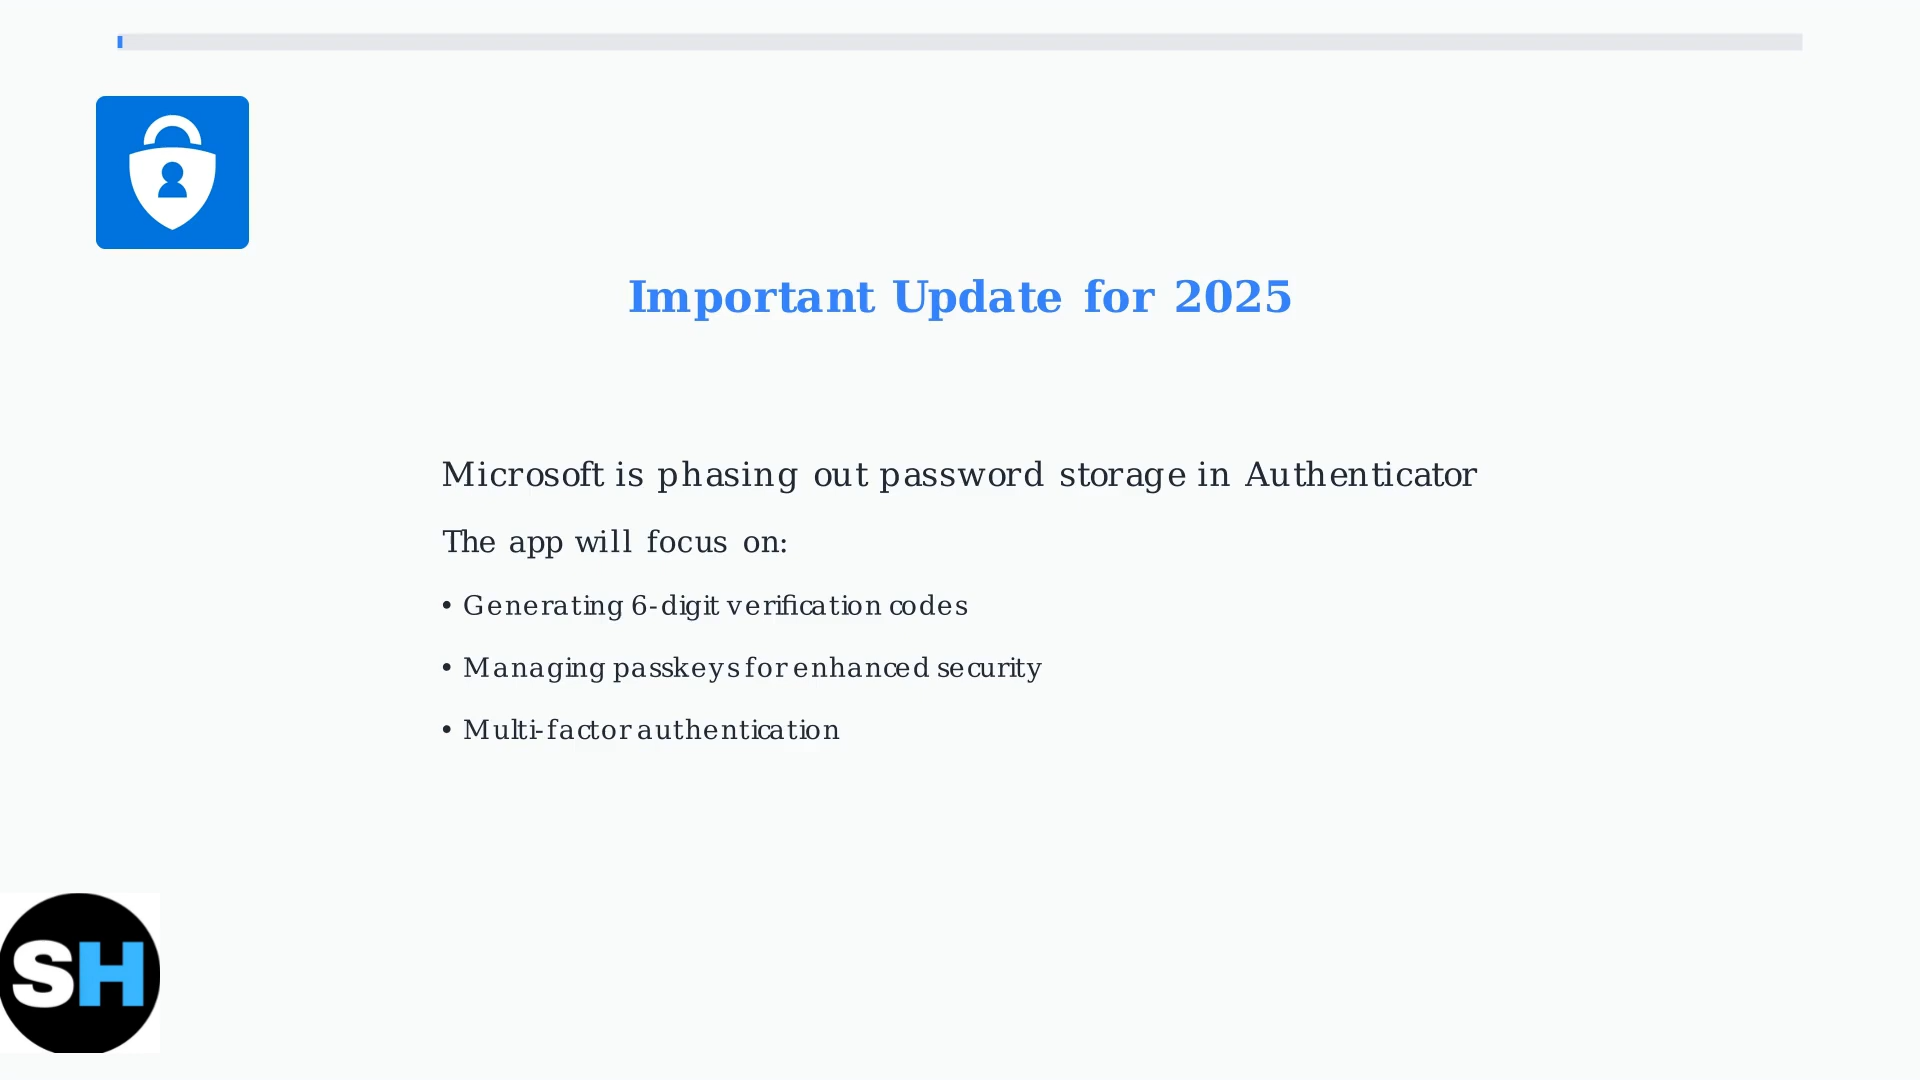 Important Update for 2025
Microsoft is phasing out password storage in Authenticator
The app will focus on:
• Generating 6-digit verification codes
• Managing passkeys for enhanced security
• Multi-factor authentication
SH